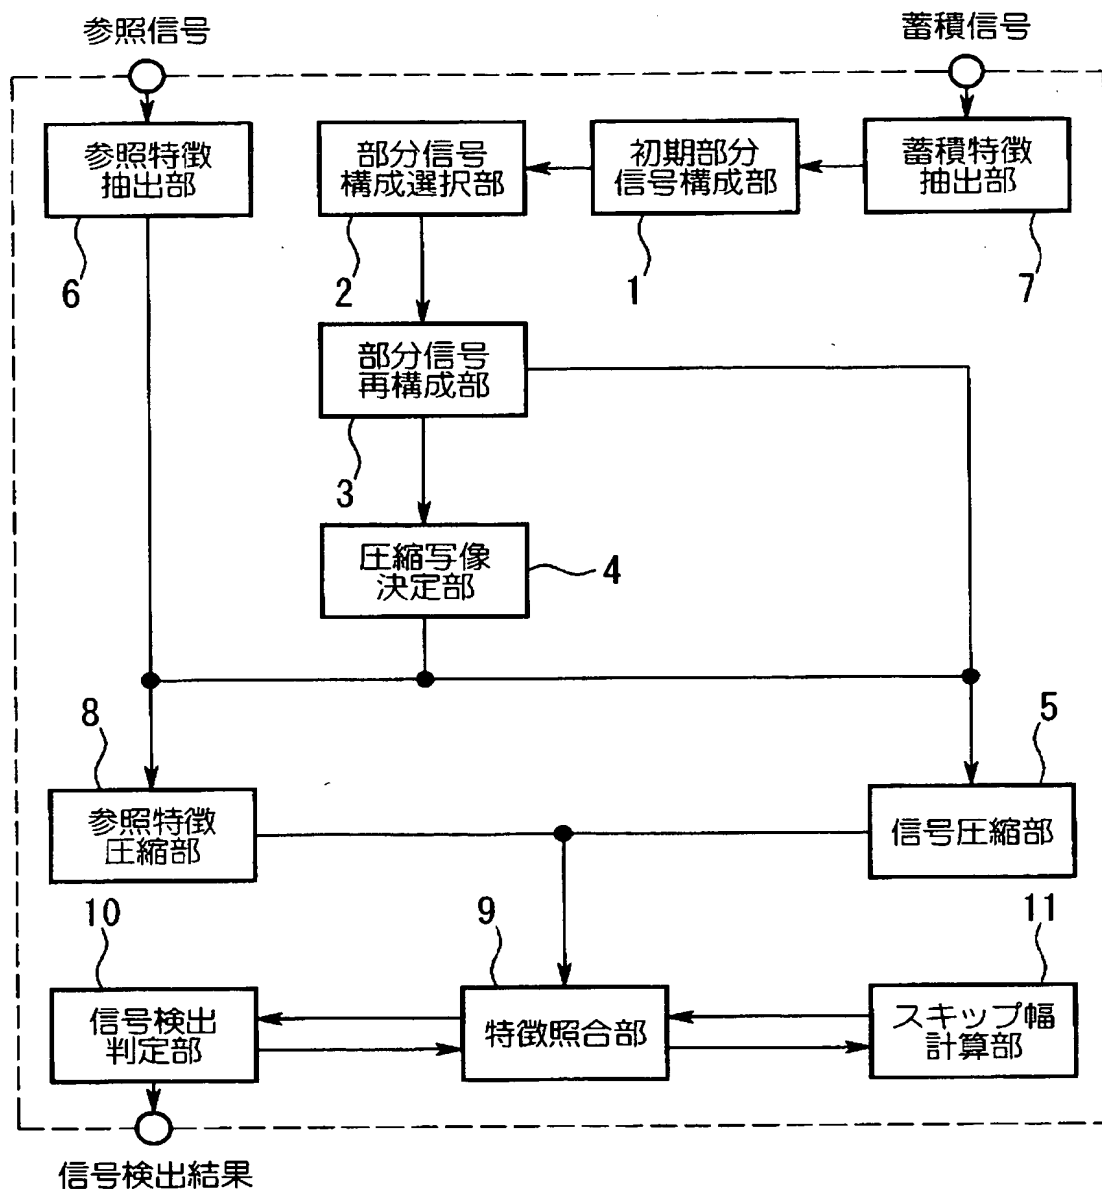 参照信号
蓄積信号
参照特徴
抽出部
部分信号
構成選択部
初期部分
信号構成部
蓄積特徴
抽出部
6
2
1
7
部分信号
再構成部
3
圧縮写像
決定部
4
8
5
参照特徴
圧縮部
信号圧縮部
10
9
11
信号検出
判定部
特徴照合部
スキップ幅
計算部
信号検出結果